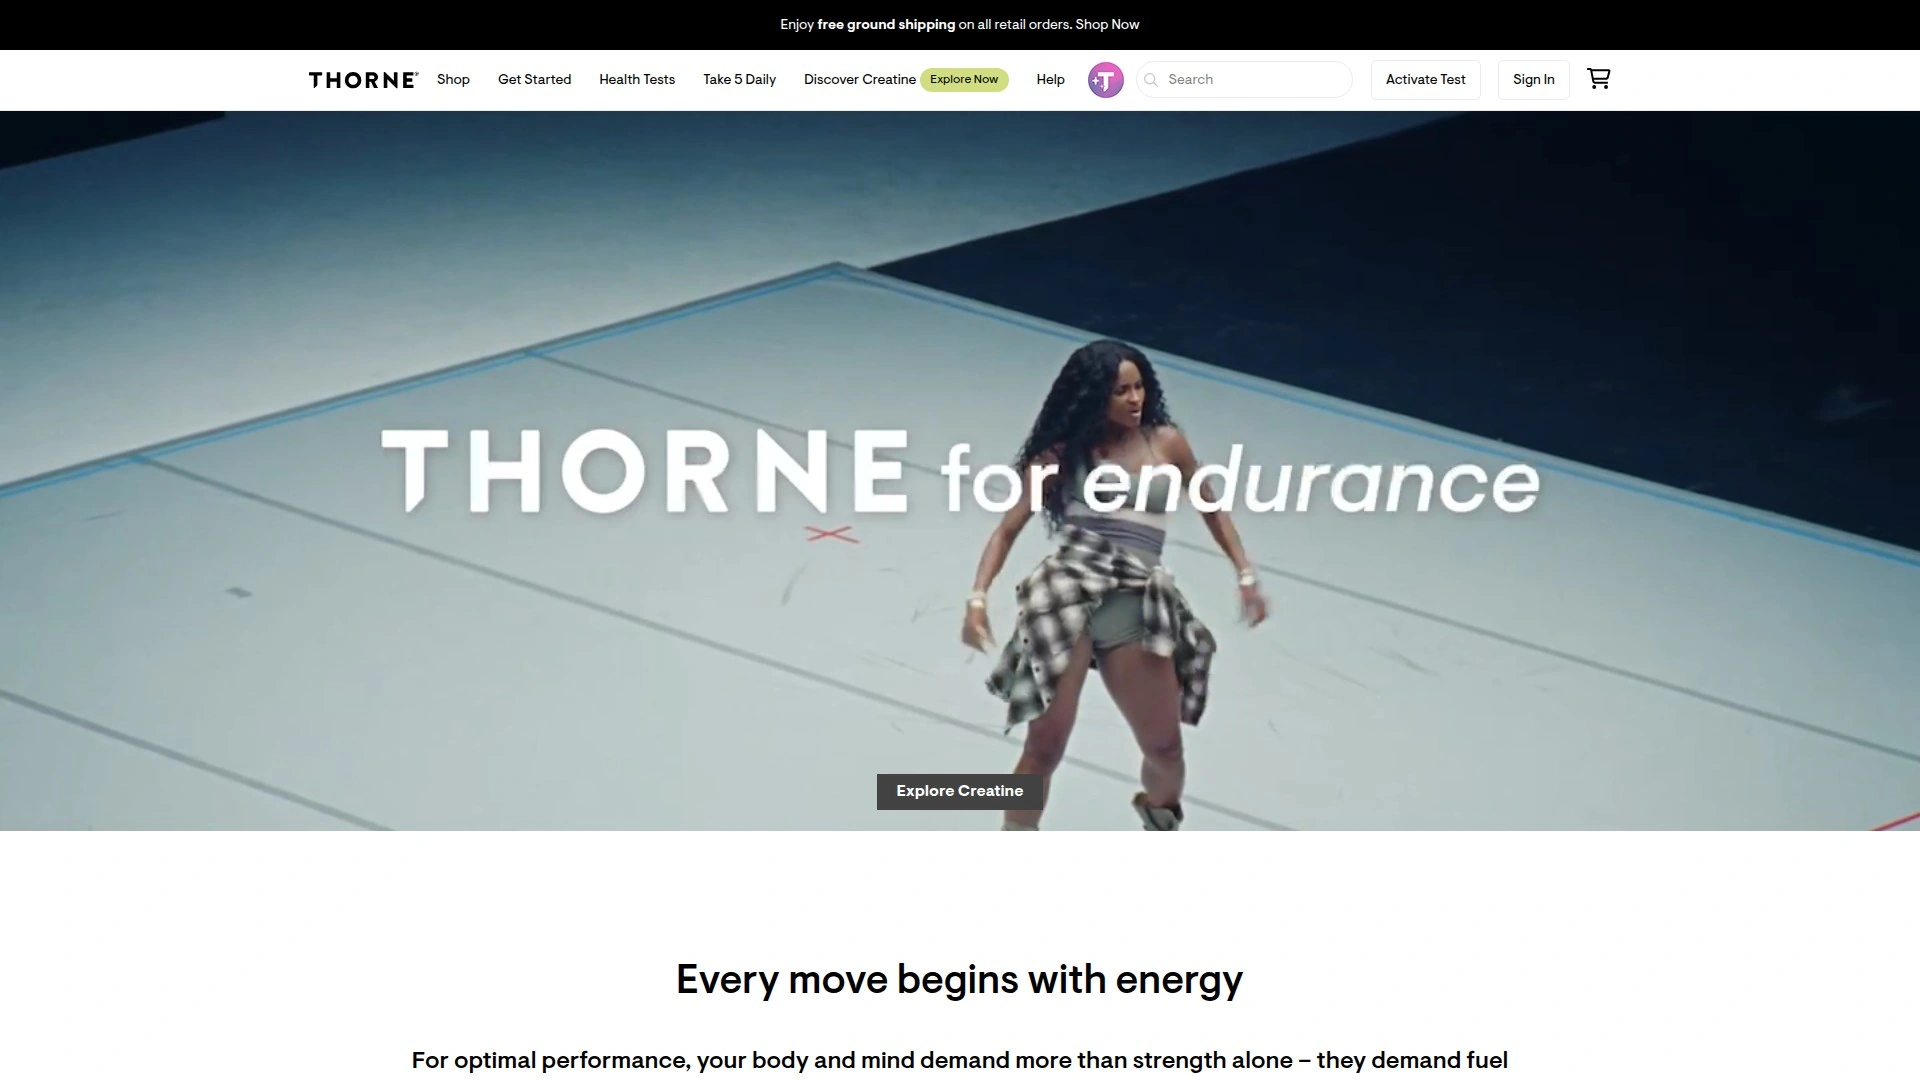 Enjoy free ground shipping on all retail orders. Shop Now
THORNE® Shop Get Started Health Tests Take 5 Daily Discover Creatine Explore Now Help T Search Activate Test Sign In
THORNE for endurance
Explore Creatine
Every move begins with energy
For optimal performance, your body and mind demand more than strength alone – they demand fuel